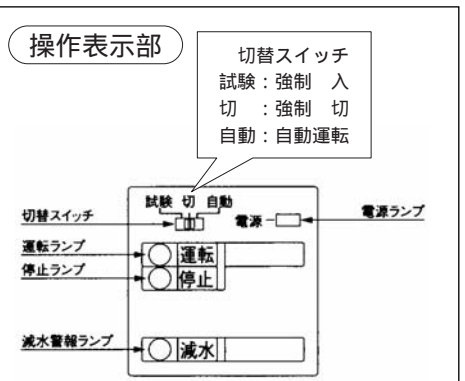 操作表示部
切替スイッチ
試験：強制　入
切　：強制　切
自動：自動運転
試験 切 自動
切替スイッチ
電源
電源ランプ
運転ランプ
運転
停止ランプ
停止
減水警報ランプ
減水